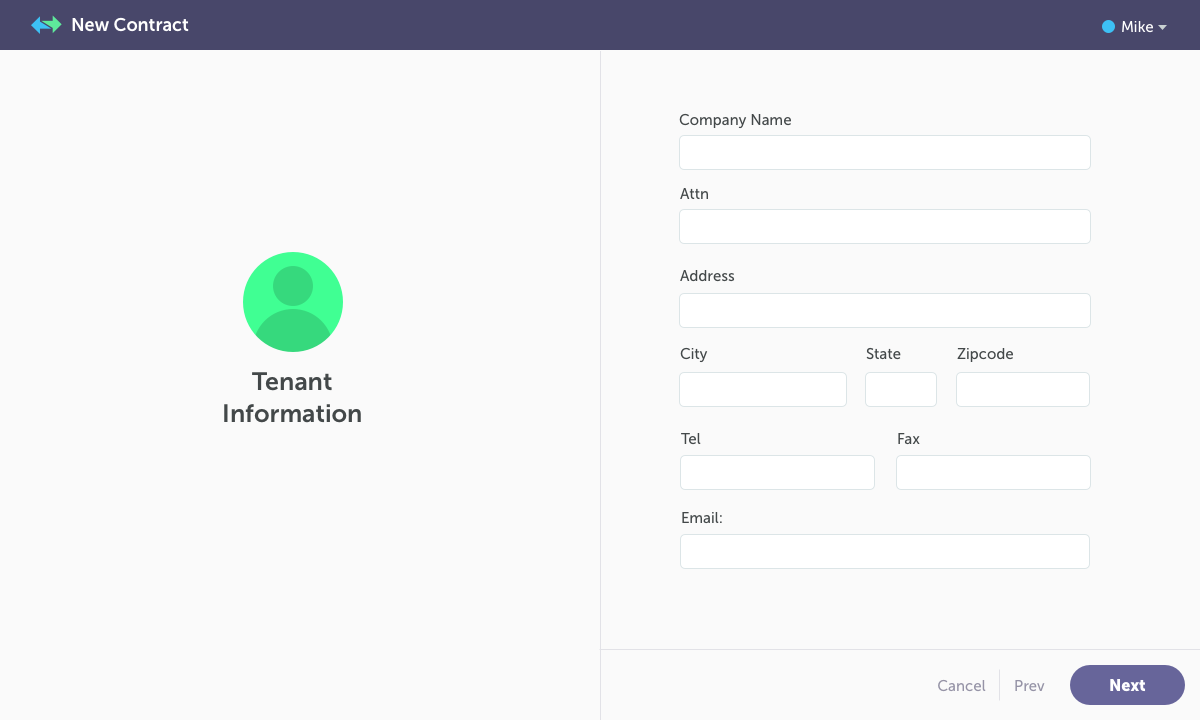 New Contract
Mike
Tenant
Information
Company Name
Attn
Address
City State Zipcode
Tel Fax
Email:
Cancel Prev Next